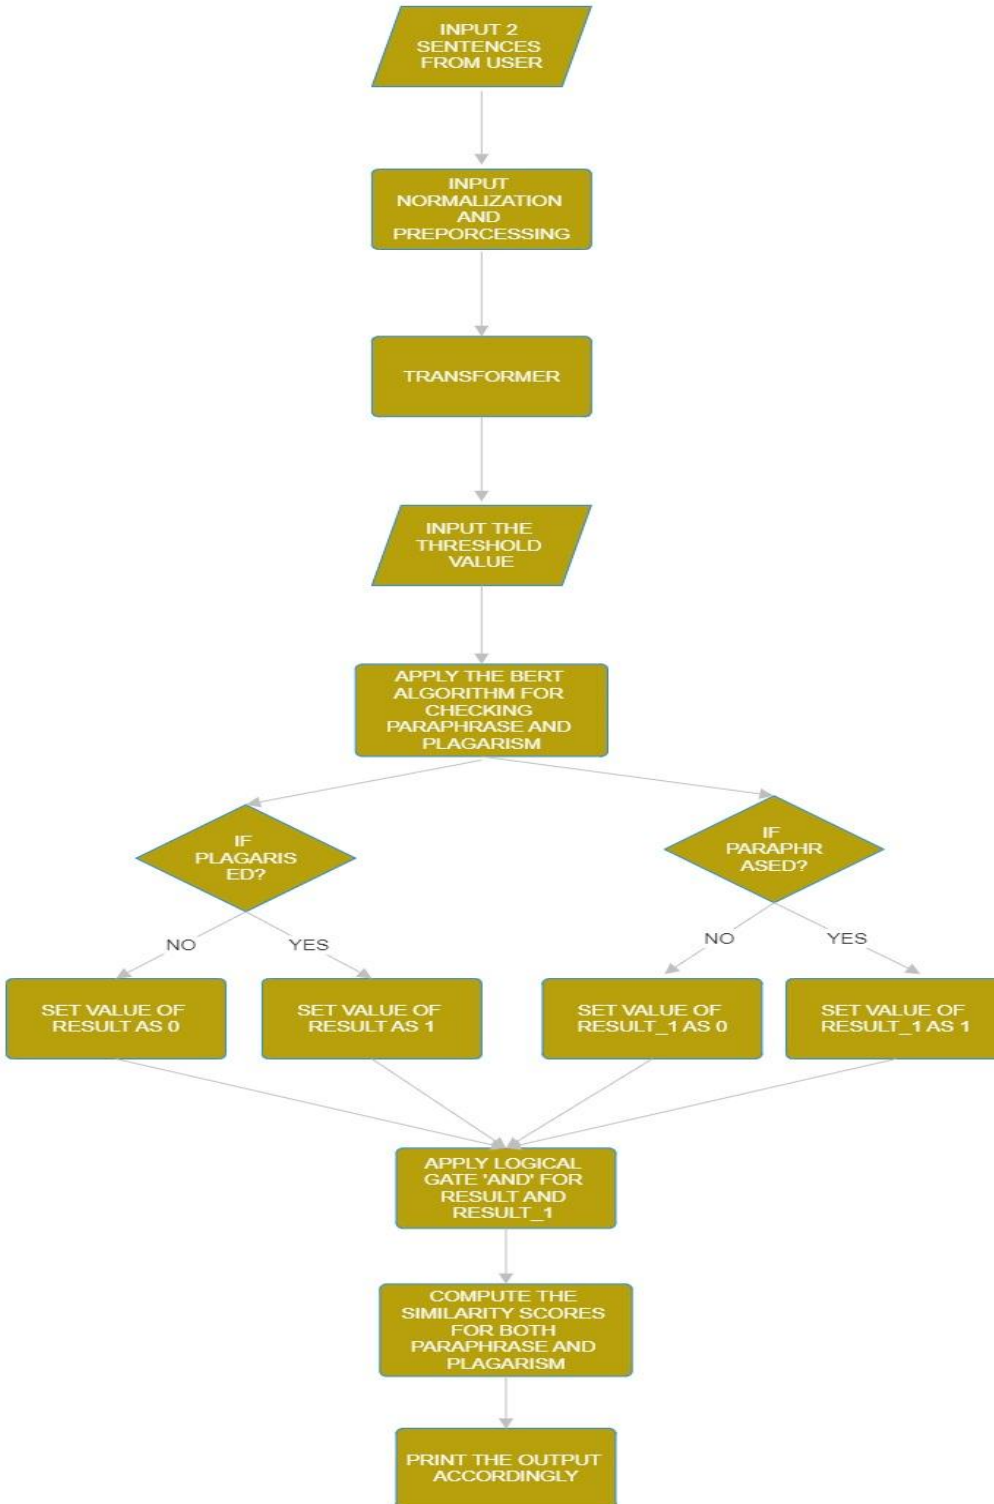 INPUT 2
SENTENCES
FROM USER
INPUT
NORMALIZATION
AND
PREPORCESSING
TRANSFORMER
INPUT THE
THRESHOLD
VALUE
APPLY THE BERT
ALGORITHM FOR
CHECKING
PARAPHRASE AND
PLAGARISM
IF
PLAGARIS
ED?
IF
PARAPHR
ASED?
NO
YES
NO
YES
SET VALUE OF
RESULT AS 0
SET VALUE OF
RESULT AS 1
SET VALUE OF
RESULT_1 AS 0
SET VALUE OF
RESULT_1 AS 1
APPLY LOGICAL
GATE 'AND' FOR
RESULT AND
RESULT_1
COMPUTE THE
SIMILARITY SCORES
FOR BOTH
PARAPHRASE AND
PLAGARISM
PRINT THE OUTPUT
ACCORDINGLY